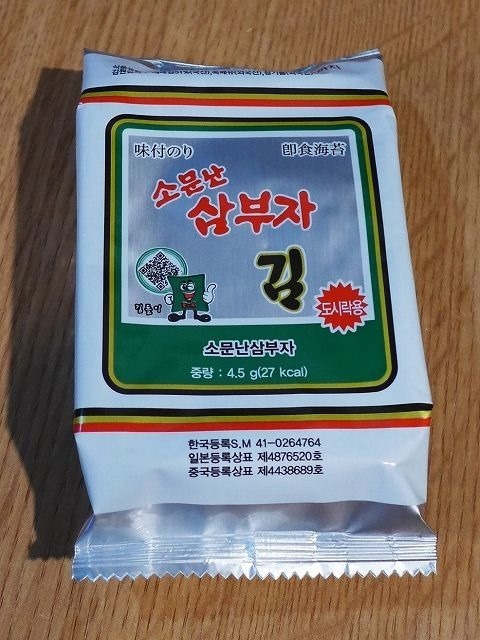 味付のり
即食海苔
소문난
삼부자
김
김돌이
도시락용
소문난삼부자
중량 : 4.5 g(27 kcal)
한국등록S.M 41-0264764
일본등록상표 제4876520호
중국등록상표 제4438689호